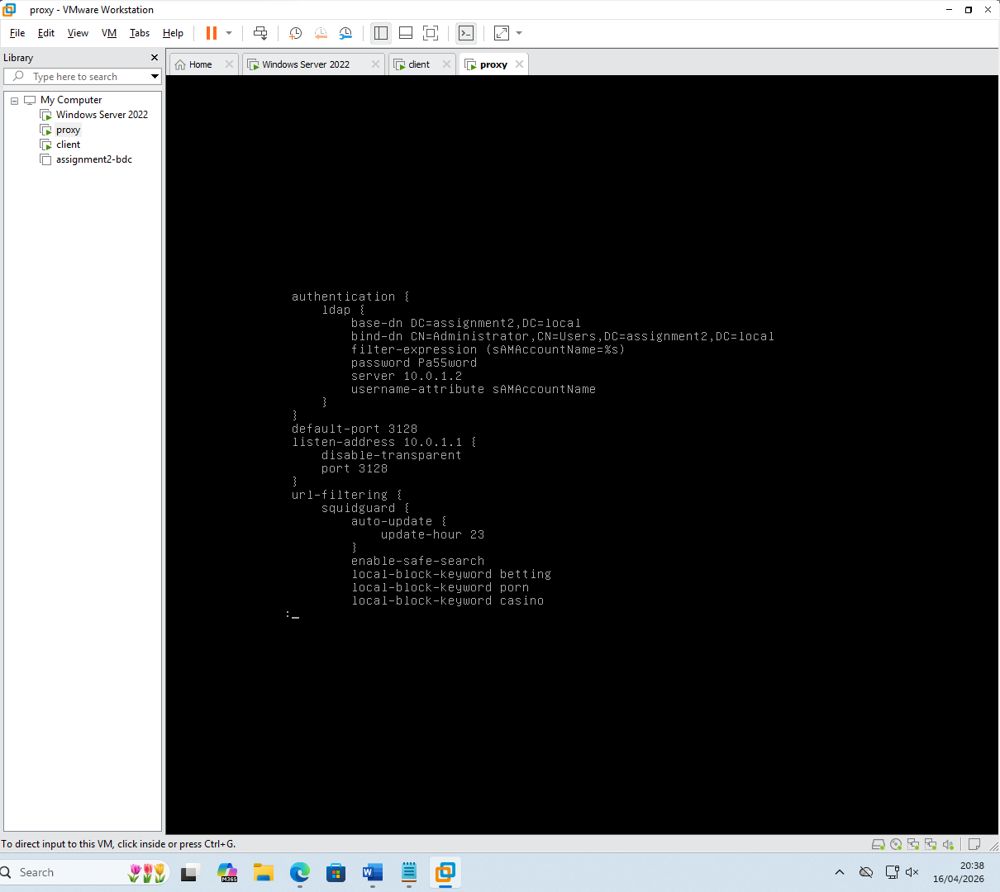 proxy - VMware Workstation
File Edit View VM Tabs Help
Library
Type here to search
Home
Windows Server 2022
client
proxy
My Computer
Windows Server 2022
proxy
client
assignment2-bdc
authentication {
ldap {
base-dn DC=assignment2,DC=local
bind-dn CN=Administrator,CN=Users,DC=assignment2,DC=local
filter-expression (sAMAccountName=%s)
password Pa55word
server 10.0.1.2
username-attribute sAMAccountName
}
}
default-port 3128
listen-address 10.0.1.1 {
disable-transparent
port 3128
}
url-filtering {
squidguard {
auto-update {
update-hour 23
}
enable-safe-search
local-block-keyword betting
local-block-keyword porn
local-block-keyword casino
:_
To direct input to this VM, click inside or press Ctrl+G.
Search
M365
20:38
16/04/2026